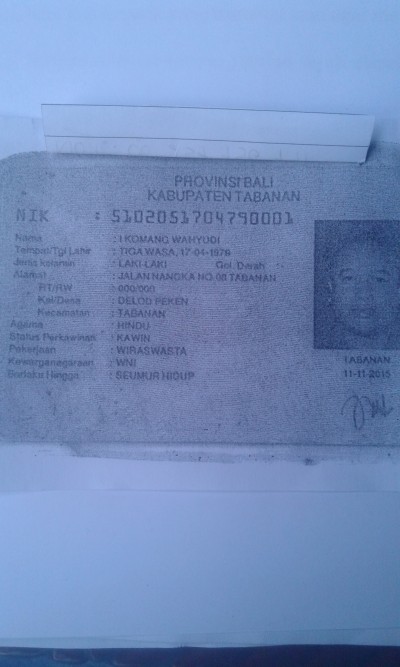 PROVINSI BALI
KABUPATEN TABANAN
NIK : 5102051704790001
Nama : I KOMANG WAHYUDI
Tempat/Tgl Lahir : TIGA WASA, 17-04-1979
Jenis kelamin : LAKI-LAKI Gol. Darah
Alamat : JALAN NANGKA NO.08 TABANAN
RT/RW : 000/000
Kel/Desa : DELOD PEKEN
Kecamatan : TABANAN
Agama : HINDU
Status Perkawinan : KAWIN
Pekerjaan : WIRASWASTA
Kewarganegaraan : WNI
Berlaku Hingga : SEUMUR HIDUP
TABANAN
11-11-2015